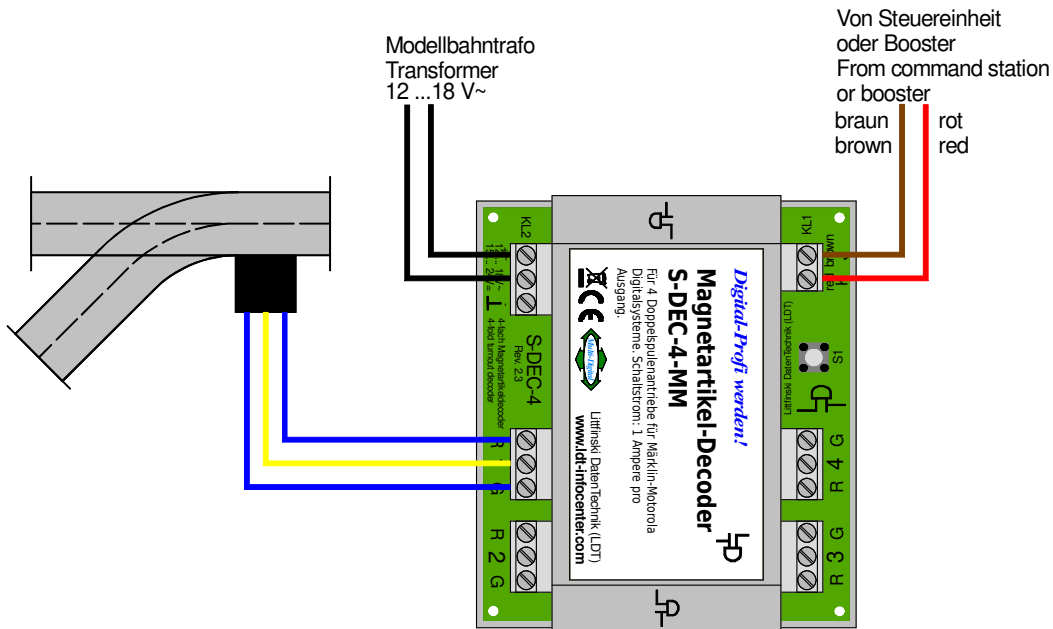 Modellbahntrafo
Transformer
12 ...18 V~
Von Steuereinheit
oder Booster
From command station
or booster
braun
brown
rot
red
KL2
KL1
red brown
S-DEC-4
Rev. 2.3
4-fach Magnetartikeldecoder
4-fold turnout decoder
Digital-Profi werden!
Magnetartikel-Decoder
S-DEC-4-MM
Für 4 Doppelspulenantriebe für Märklin-Motorola
Digitalsysteme. Schaltstrom: 1 Ampere pro
Ausgang.
CE
Multi-Digital
Littfinski DatenTechnik (LDT)
www.ldt-infocenter.com
Littfinski DatenTechnik (LDT)
S1
R
G
R 2 G
R 4 G
R 3 G